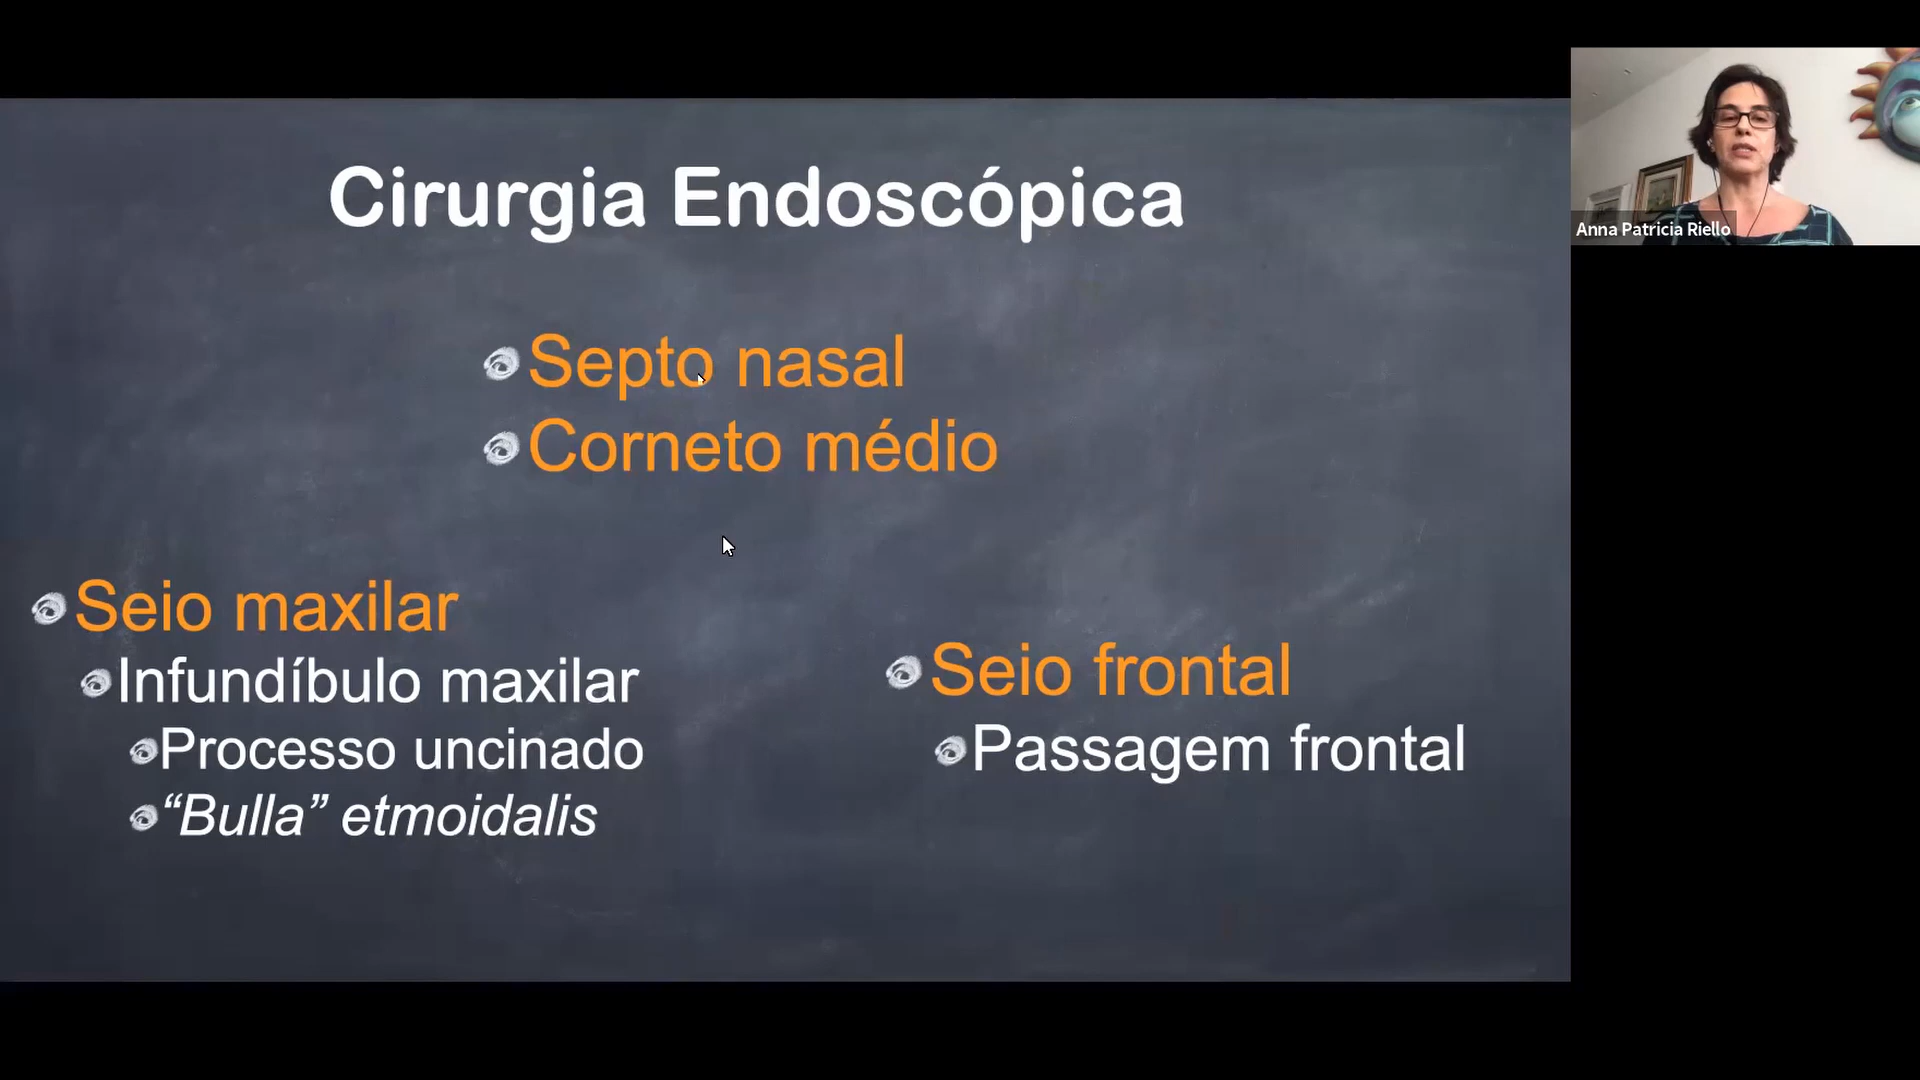 Cirurgia Endoscópica
Septo nasal
Corneto médio
Seio maxilar
Infundíbulo maxilar
Processo uncinado
“Bulla” etmoidalis
Seio frontal
Passagem frontal
Anna Patricia Riello